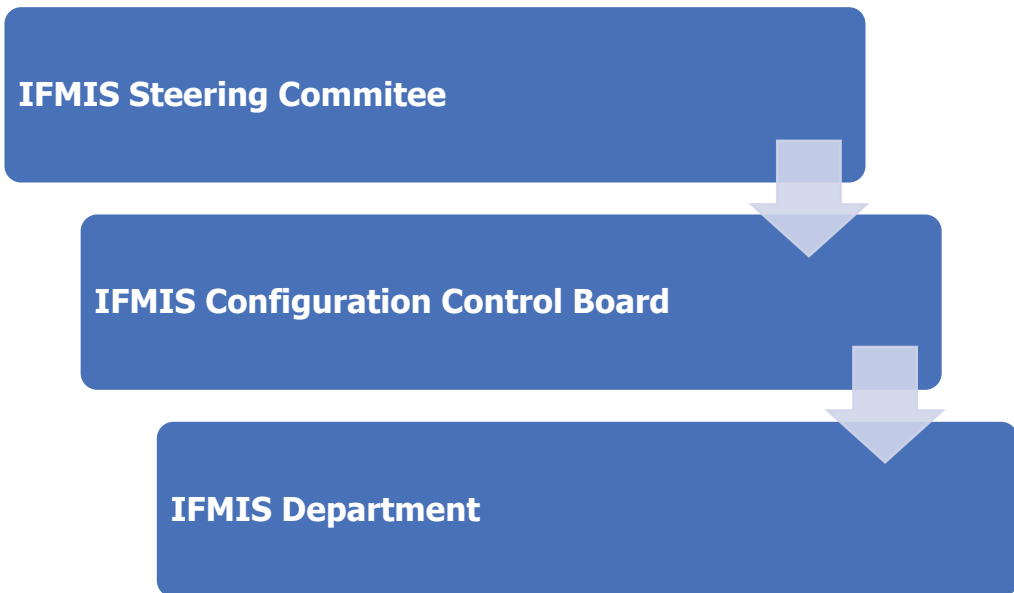 IFMIS Steering Commitee
IFMIS Configuration Control Board
IFMIS Department